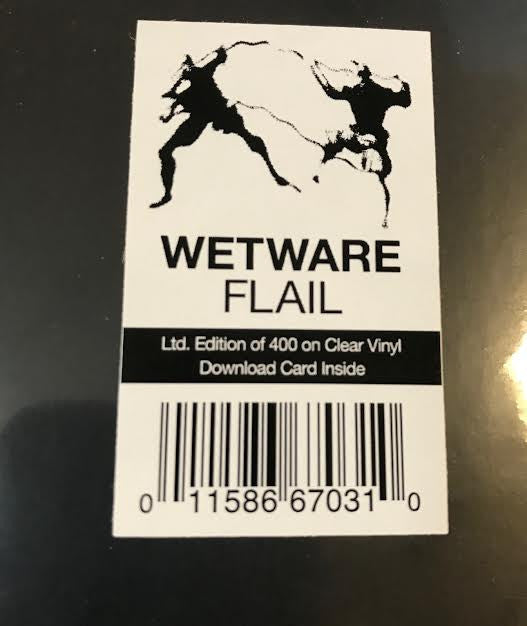 WETWARE
FLAIL
Ltd. Edition of 400 on Clear Vinyl
Download Card Inside
0 11586 67031 0